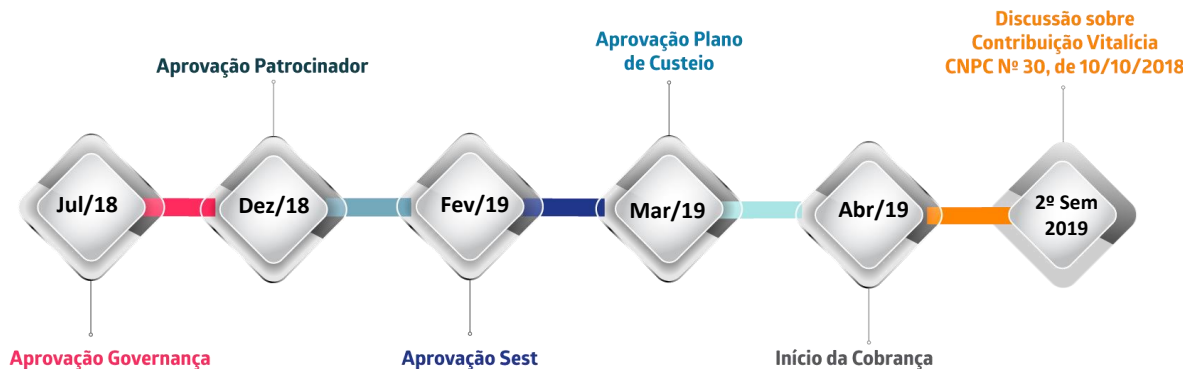 Discussão sobre
Contribuição Vitalícia
CNPC Nº 30, de 10/10/2018
Aprovação Plano
de Custeio
Aprovação Patrocinador
Jul/18
Dez/18
Fev/19
Mar/19
Abr/19
2º Sem
2019
Aprovação Governança
Aprovação Sest
Início da Cobrança